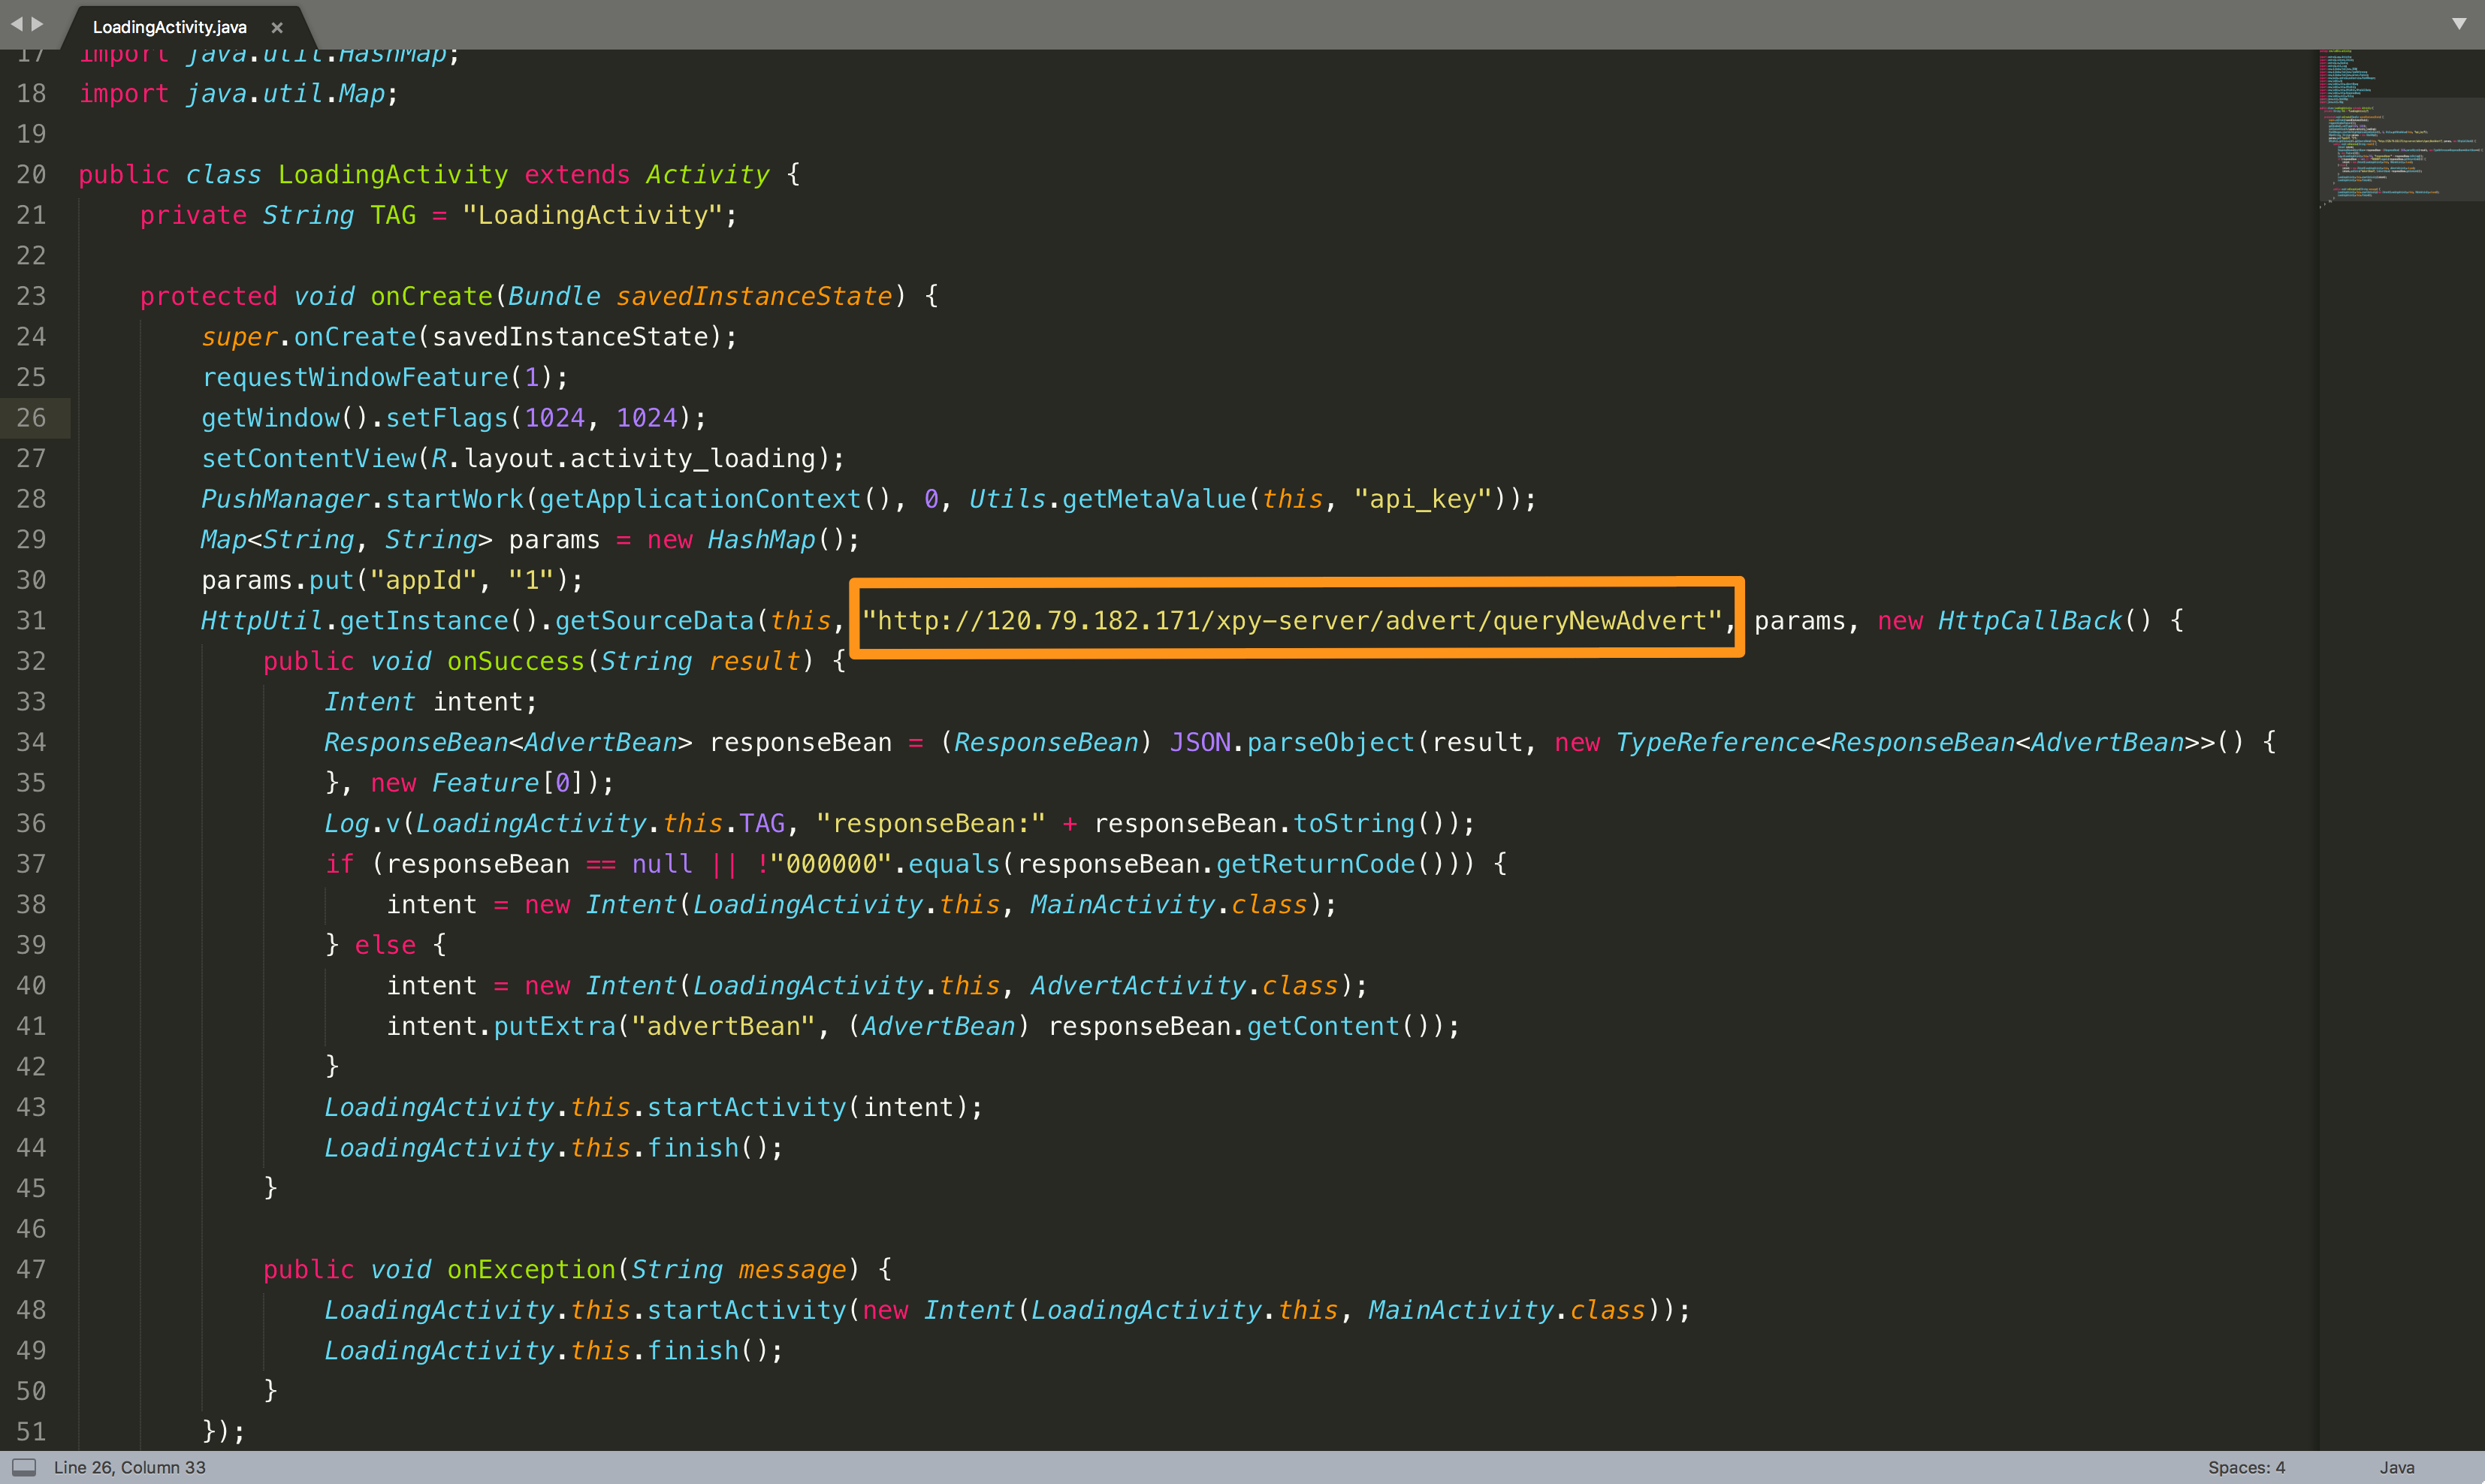 LoadingActivity.java
17 import java.util.HashMap;
18 import java.util.Map;
19
20 public class LoadingActivity extends Activity {
21 private String TAG = "LoadingActivity";
22
23 protected void onCreate(Bundle savedInstanceState) {
24 super.onCreate(savedInstanceState);
25 requestWindowFeature(1);
26 getWindow().setFlags(1024, 1024);
27 setContentView(R.layout.activity_loading);
28 PushManager.startWork(getApplicationContext(), 0, Utils.getMetaValue(this, "api_key"));
29 Map<String, String> params = new HashMap();
30 params.put("appId", "1");
31 HttpUtil.getInstance().getSourceData(this, "http://120.79.182.171/xpy-server/advert/queryNewAdvert", params, new HttpCallBack() {
32 public void onSuccess(String result) {
33 Intent intent;
34 ResponseBean<AdvertBean> responseBean = (ResponseBean) JSON.parseObject(result, new TypeReference<ResponseBean<AdvertBean>>() {
35 }, new Feature[0]);
36 Log.v(LoadingActivity.this.TAG, "responseBean:" + responseBean.toString());
37 if (responseBean == null || !"000000".equals(responseBean.getReturnCode())) {
38 intent = new Intent(LoadingActivity.this, MainActivity.class);
39 } else {
40 intent = new Intent(LoadingActivity.this, AdvertActivity.class);
41 intent.putExtra("advertBean", (AdvertBean) responseBean.getContent());
42 }
43 LoadingActivity.this.startActivity(intent);
44 LoadingActivity.this.finish();
45 }
46
47 public void onException(String message) {
48 LoadingActivity.this.startActivity(new Intent(LoadingActivity.this, MainActivity.class));
49 LoadingActivity.this.finish();
50 }
51 });
Line 26, Column 33 Spaces: 4 Java